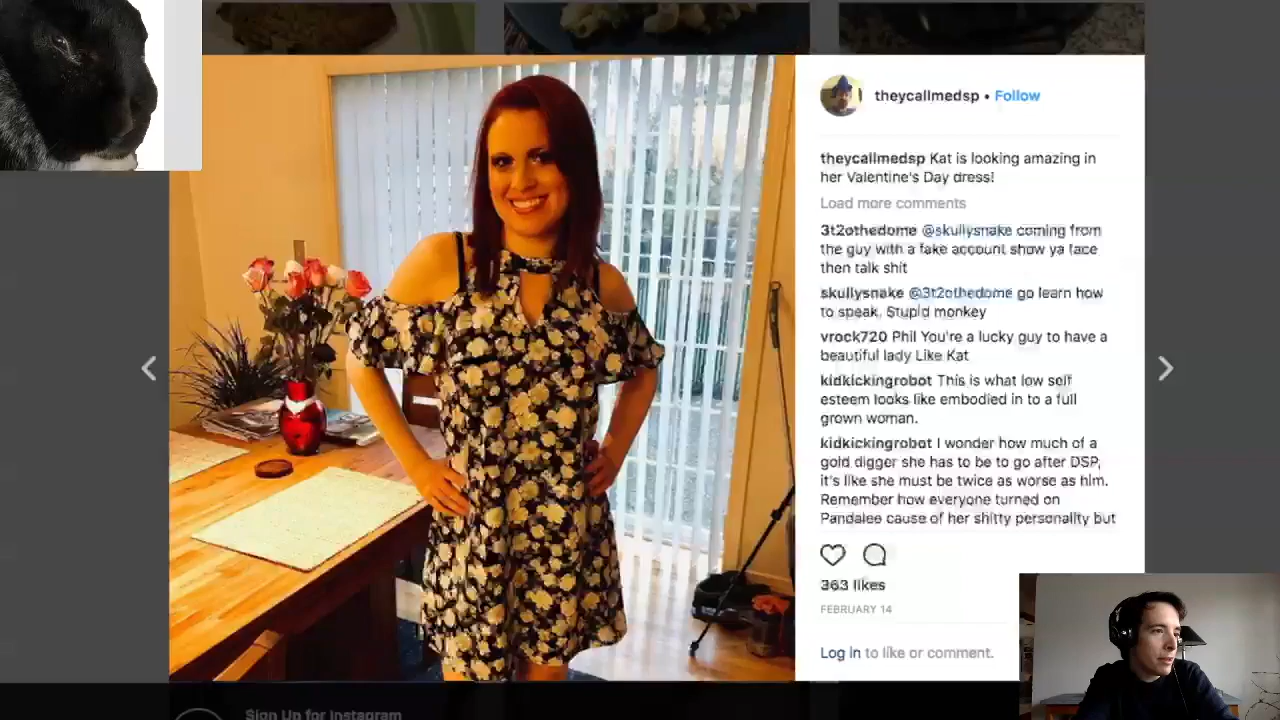 theycallmedsp • Follow
theycallmedsp Kat is looking amazing in
her Valentine's Day dress!
Load more comments
3t2othedome @skullysnake coming from
the guy with a fake account show ya face
then talk shit
skullysnake @3t2othedome go learn how
to speak. Stupid monkey
vrock720 Phil You're a lucky guy to have a
beautiful lady Like Kat
kidkickingrobot This is what low self
esteem looks like embodied in to a full
grown woman.
kidkickingrobot I wonder how much of a
gold digger she has to be to go after DSP,
it's like she must be twice as worse as him.
Remember how everyone turned on
Pandalee cause of her shitty personality but
363 likes
FEBRUARY 14
Log in to like or comment.
Sign Up for Instagram